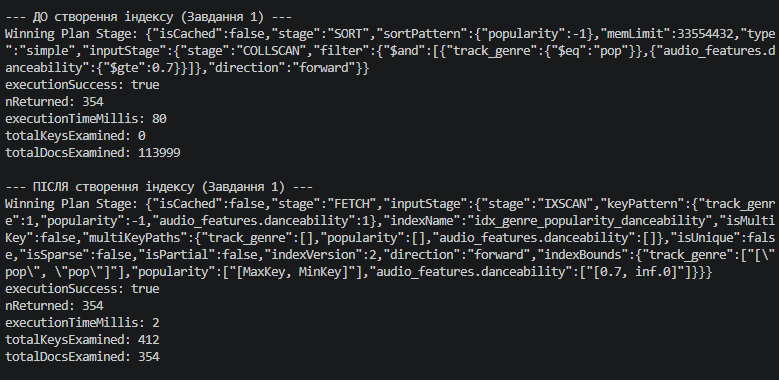 --- ДО створення індексу (Завдання 1) ---
Winning Plan Stage: {"isCached":false,"stage":"SORT","sortPattern":{"popularity":-1},"memLimit":33554432,"type
":"simple","inputStage":{"stage":"COLLSCAN","filter":{"$and":[{"track_genre":{"$eq":"pop"}},{"audio_features.d
anceability":{"$gte":0.7}}]},"direction":"forward"}}
executionSuccess: true
nReturned: 354
executionTimeMillis: 80
totalKeysExamined: 0
totalDocsExamined: 113999

--- ПІСЛЯ створення індексу (Завдання 1) ---
Winning Plan Stage: {"isCached":false,"stage":"FETCH","inputStage":{"stage":"IXSCAN","keyPattern":{"track_genr
e":1,"popularity":-1,"audio_features.danceability":1},"indexName":"idx_genre_popularity_danceability","isMulti
Key":false,"multiKeyPaths":{"track_genre":[],"popularity":[],"audio_features.danceability":[]},"isUnique":fals
e,"isSparse":false,"isPartial":false,"indexVersion":2,"direction":"forward","indexBounds":{"track_genre":["[\"
pop\", \"pop\"]"],"popularity":["[MaxKey, MinKey]"],"audio_features.danceability":["[0.7, inf.0]"]}}}
executionSuccess: true
nReturned: 354
executionTimeMillis: 2
totalKeysExamined: 412
totalDocsExamined: 354